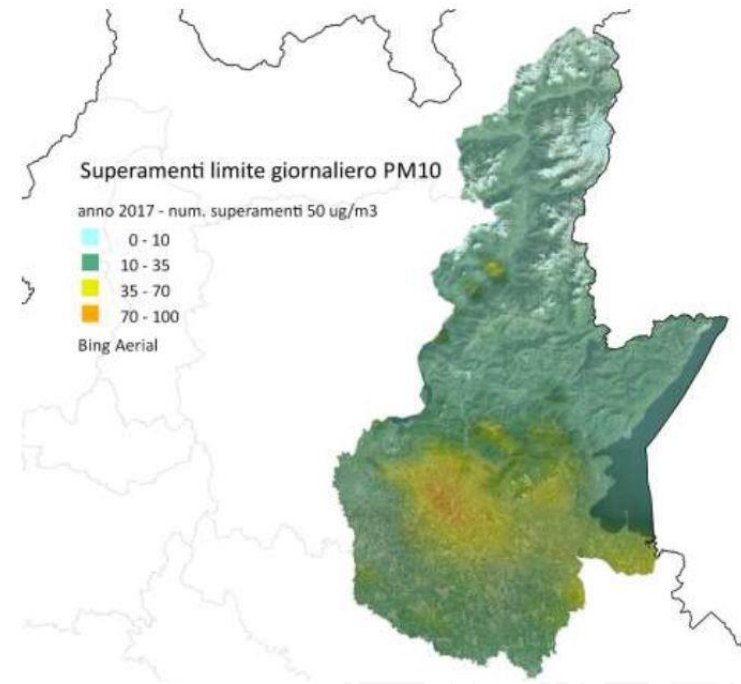 Superamenti limite giornaliero PM10
anno 2017 - num. superamenti 50 ug/m3
0 - 10
10 - 35
35 - 70
70 - 100
Bing Aerial